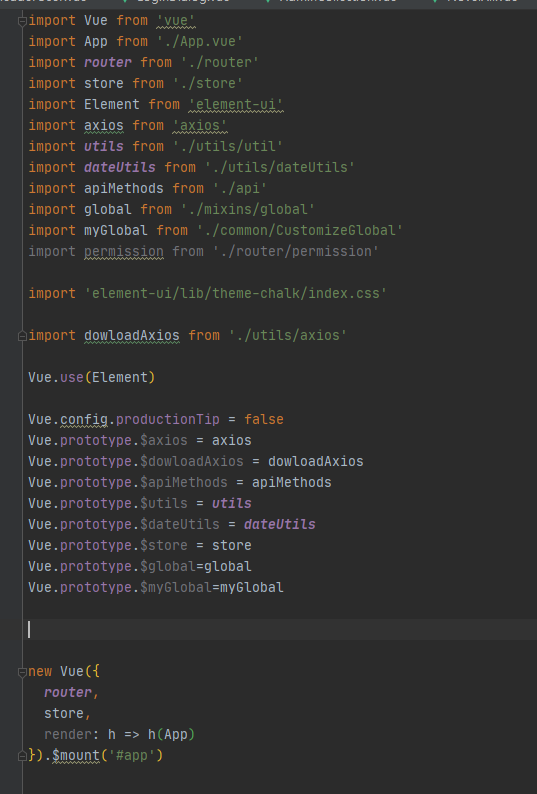 import Vue from 'vue'
import App from './App.vue'
import router from './router'
import store from './store'
import Element from 'element-ui'
import axios from 'axios'
import utils from './utils/util'
import dateUtils from './utils/dateUtils'
import apiMethods from './api'
import global from './mixins/global'
import myGlobal from './common/CustomizeGlobal'
import permission from './router/permission'
import 'element-ui/lib/theme-chalk/index.css'
import dowloadAxios from './utils/axios'
Vue.use(Element)
Vue.config.productionTip = false
Vue.prototype.$axios = axios
Vue.prototype.$dowloadAxios = dowloadAxios
Vue.prototype.$apiMethods = apiMethods
Vue.prototype.$utils = utils
Vue.prototype.$dateUtils = dateUtils
Vue.prototype.$store = store
Vue.prototype.$global=global
Vue.prototype.$myGlobal=myGlobal
new Vue({
  router,
  store,
  render: h => h(App)
}).$mount('#app')